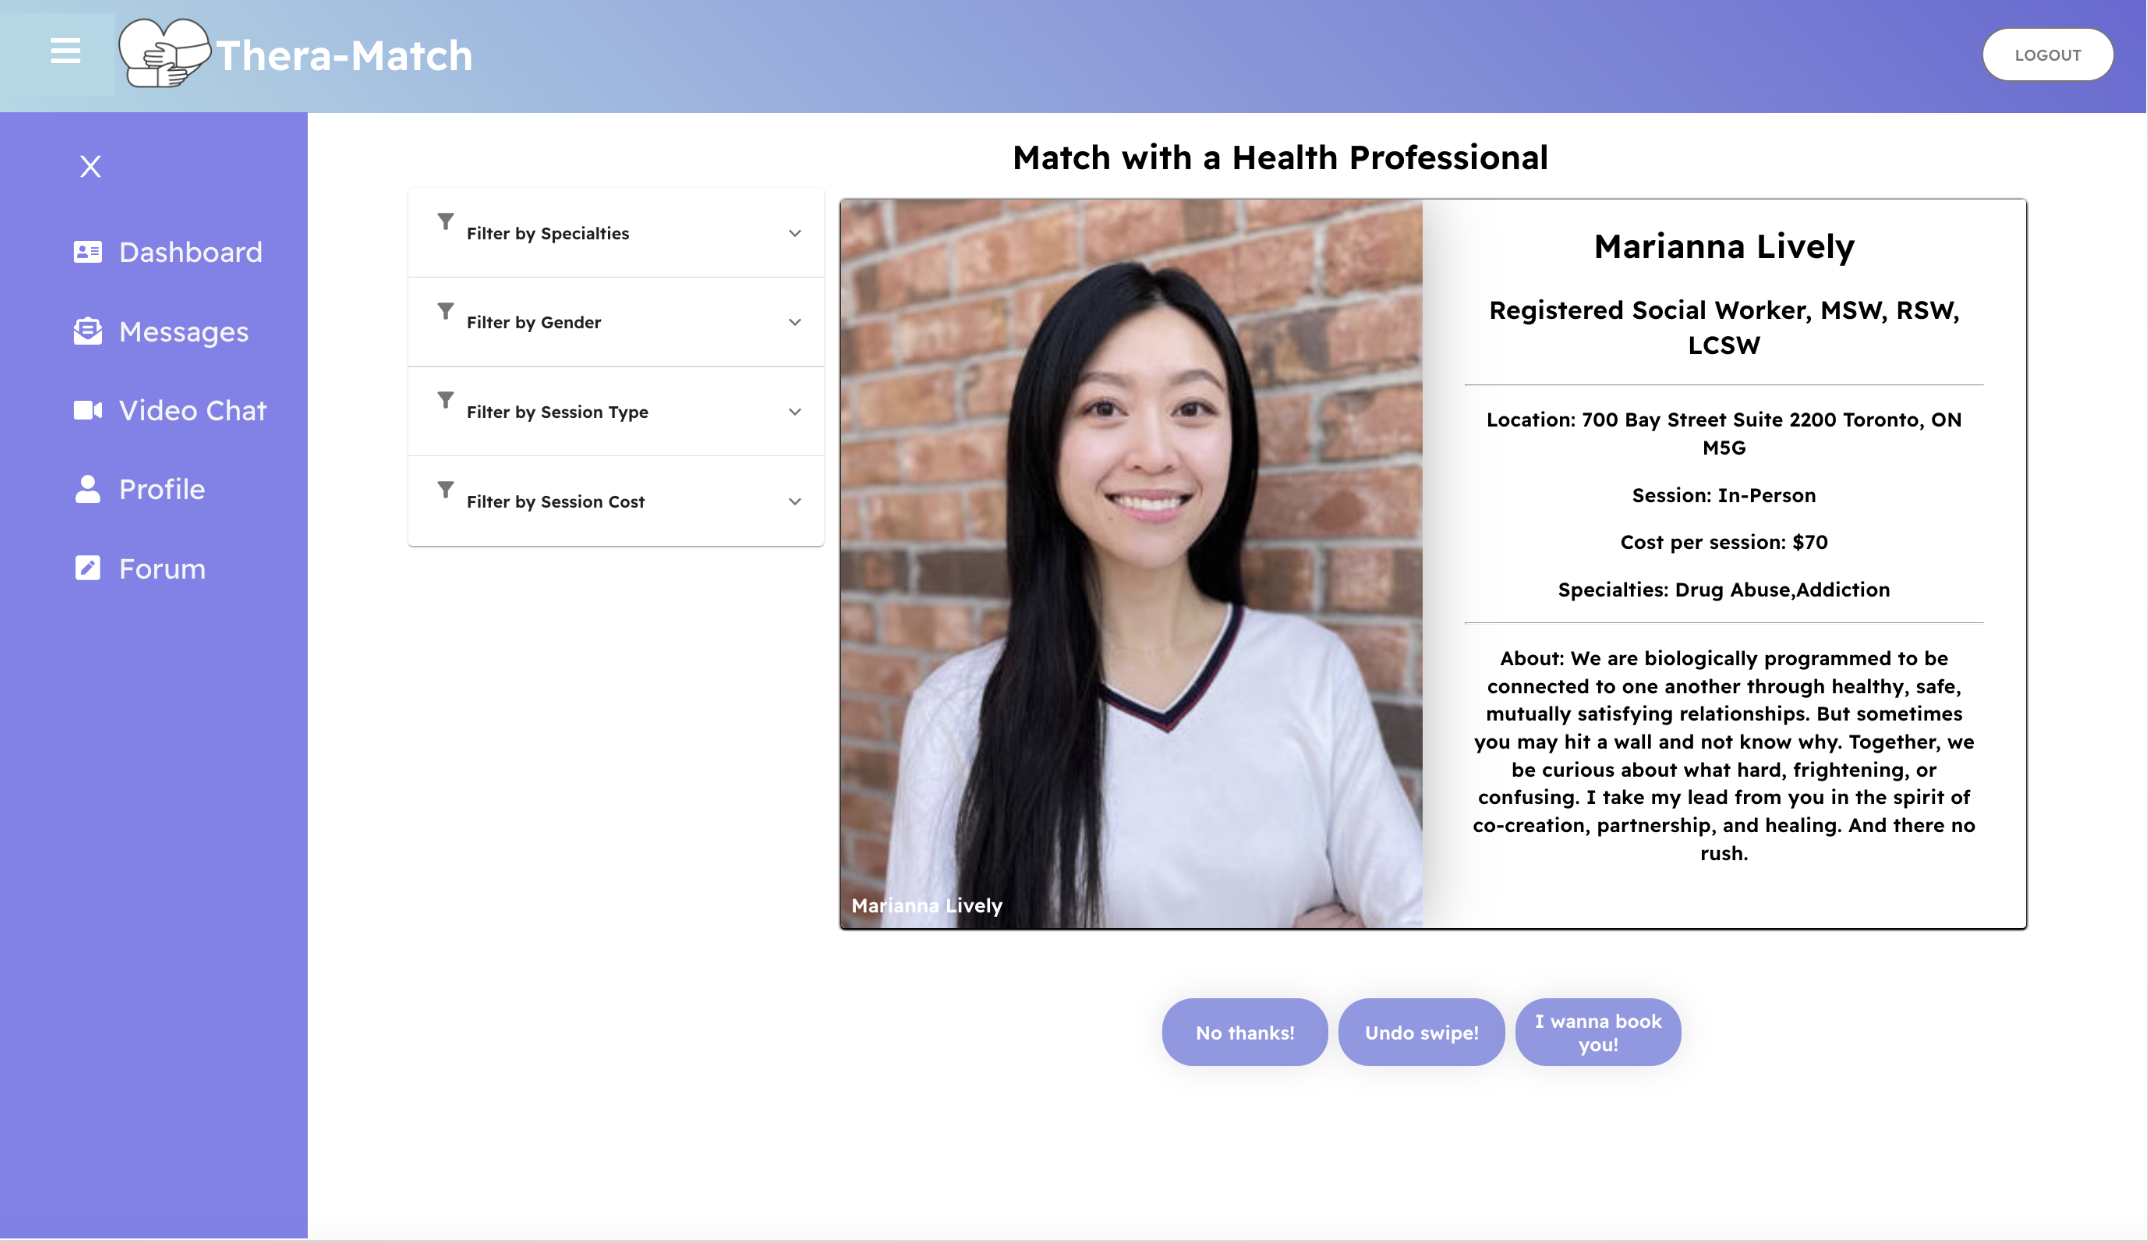 Thera-Match
LOGOUT
X
Dashboard
Messages
Video Chat
Profile
Forum
Match with a Health Professional
Filter by Specialties
Filter by Gender
Filter by Session Type
Filter by Session Cost
Marianna Lively
Marianna Lively
Registered Social Worker, MSW, RSW,
LCSW
Location: 700 Bay Street Suite 2200 Toronto, ON
M5G
Session: In-Person
Cost per session: $70
Specialties: Drug Abuse,Addiction
About: We are biologically programmed to be
connected to one another through healthy, safe,
mutually satisfying relationships. But sometimes
you may hit a wall and not know why. Together, we
be curious about what hard, frightening, or
confusing. I take my lead from you in the spirit of
co-creation, partnership, and healing. And there no
rush.
No thanks!
Undo swipe!
I wanna book
you!